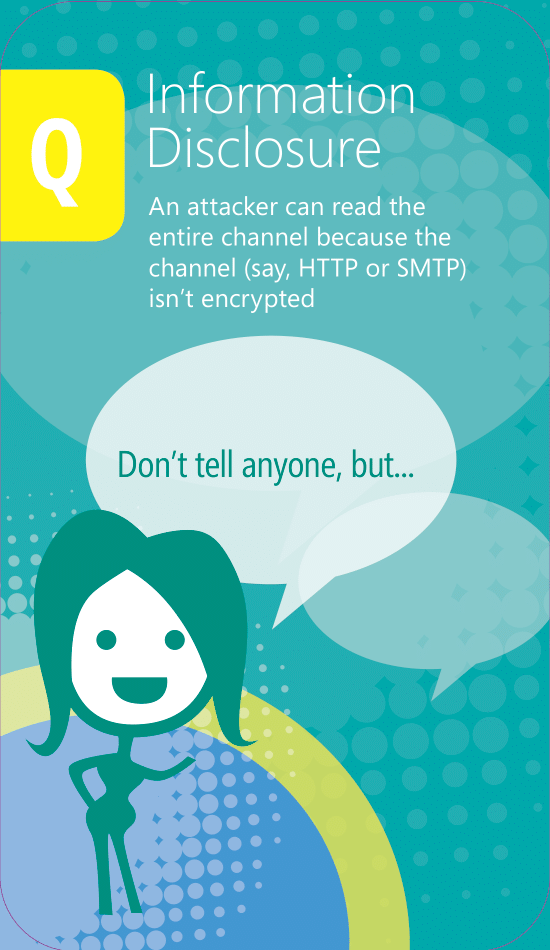 Q
Information
Disclosure
An attacker can read the
entire channel because the
channel (say, HTTP or SMTP)
isn’t encrypted
Don’t tell anyone, but...